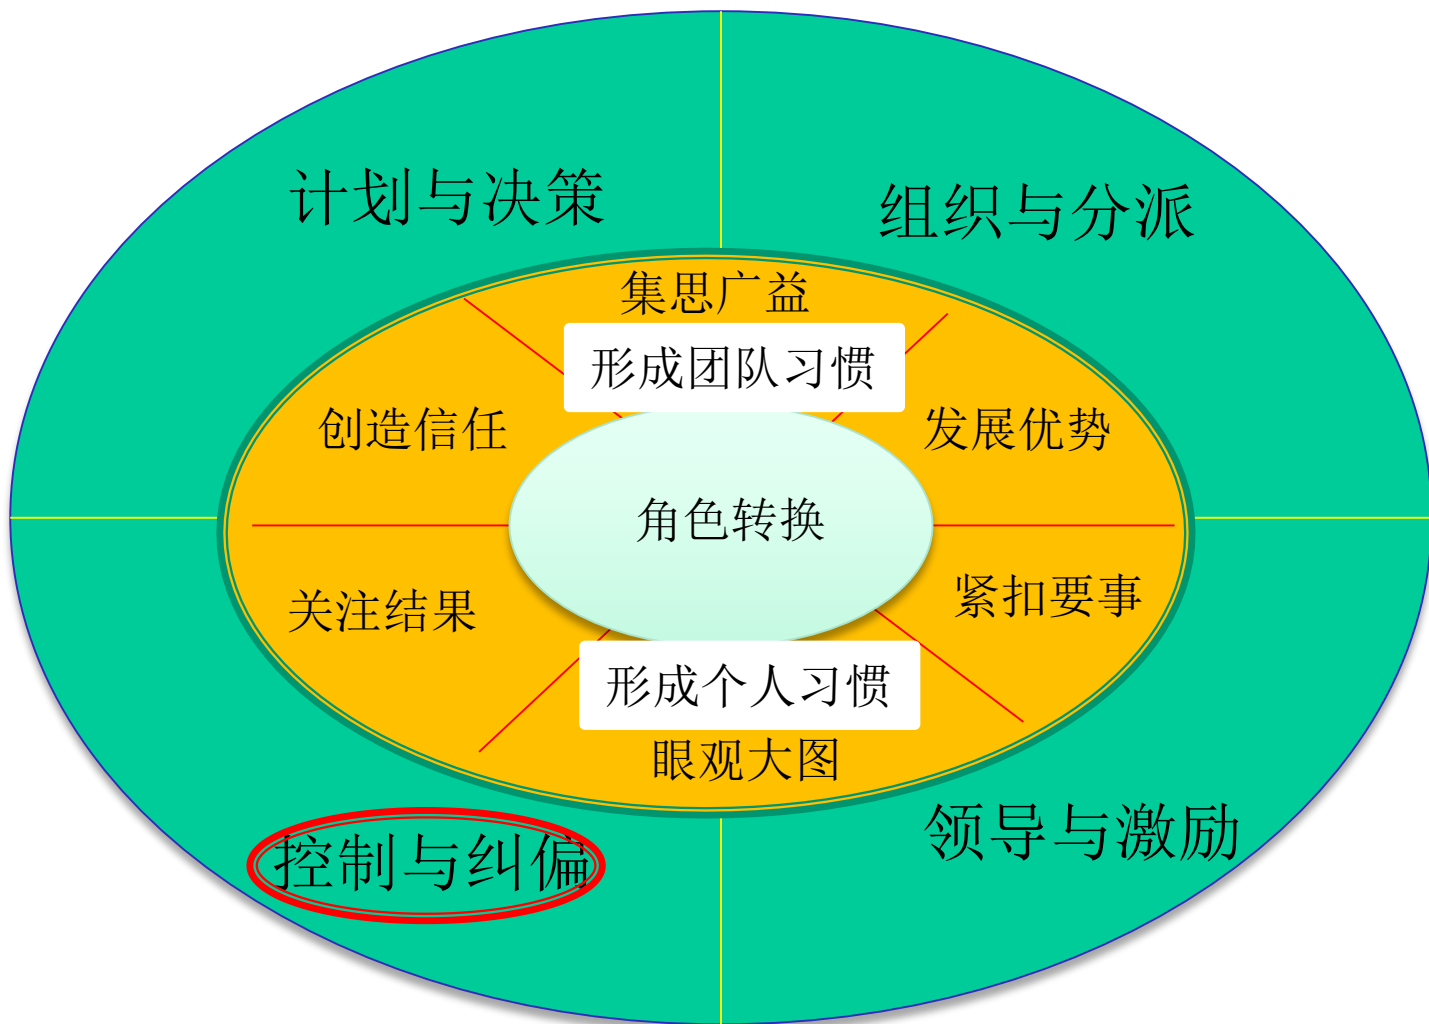 计划与决策
组织与分派
集思广益
形成团队习惯
创造信任
发展优势
角色转换
关注结果
紧扣要事
形成个人习惯
眼观大图
控制与纠偏
领导与激励